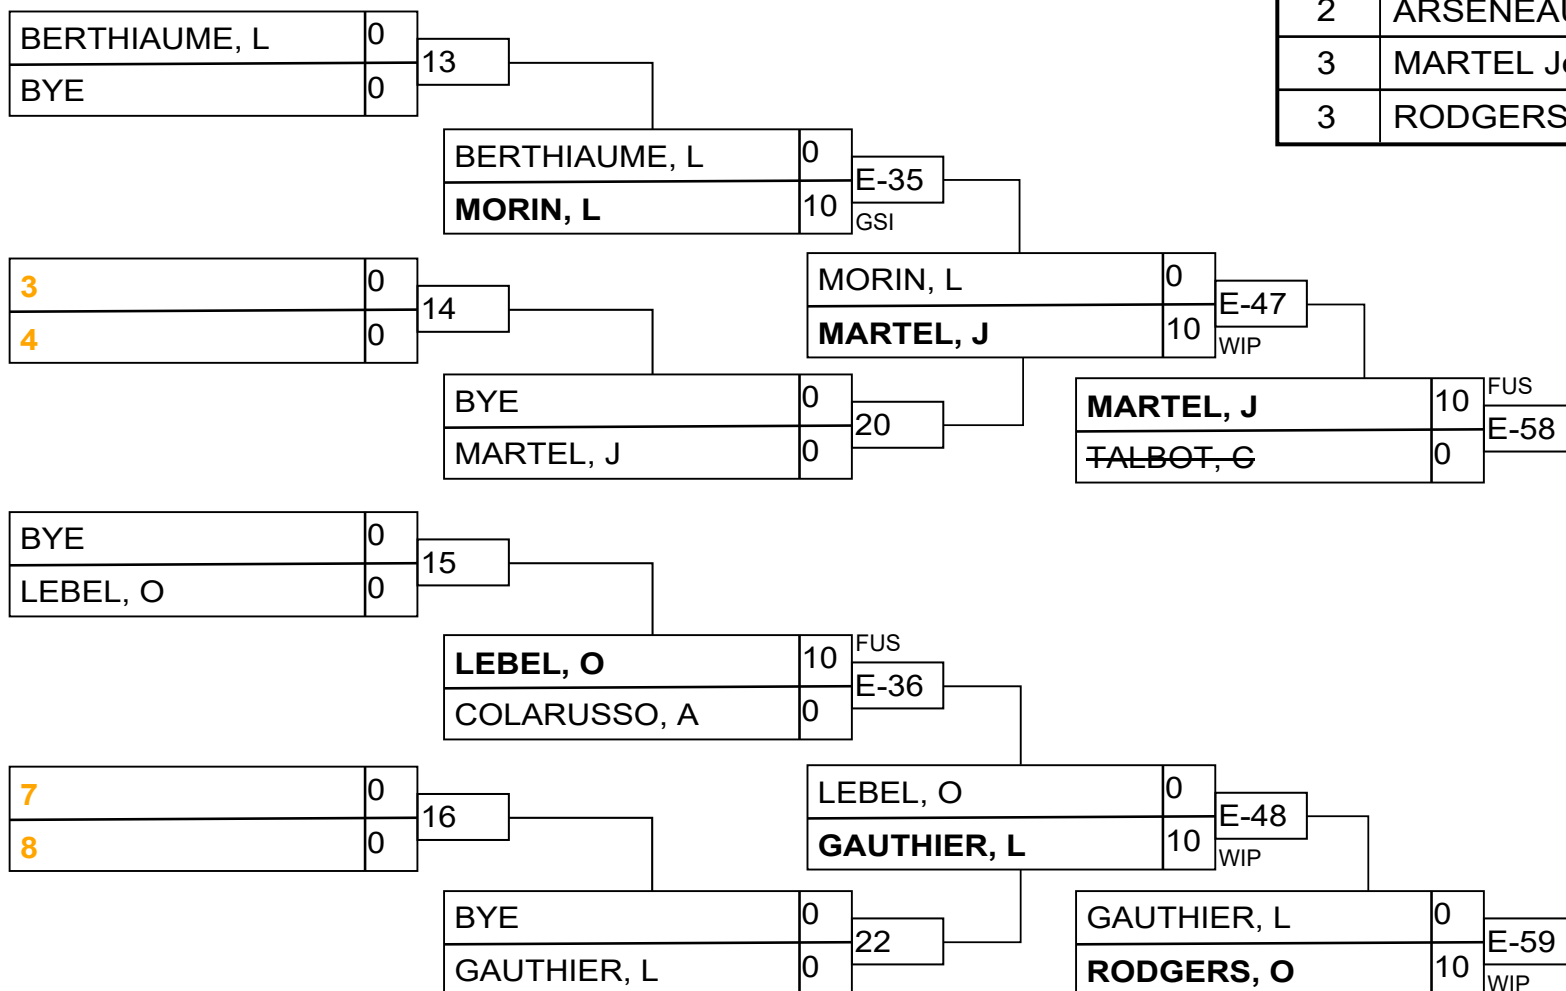 2 ARSENEAU
3 MARTEL
3 RODGERS
BERTHIAUME, L 0
13
BYE 0
BERTHIAUME, L 0
E-35
MORIN, L 10
GSI
3 0
14
4 0
MORIN, L 0
E-47
MARTEL, J 10
WIP
BYE 0
20
MARTEL, J 0
MARTEL, J 10 FUS
E-58
TALBOT, C 0
BYE 0
15
LEBEL, O 0
LEBEL, O 10 FUS
E-36
COLARUSSO, A 0
7 0
16
8 0
LEBEL, O 0
E-48
GAUTHIER, L 10
WIP
BYE 0
22
GAUTHIER, L 0
GAUTHIER, L 0
E-59
RODGERS, O 10
WIP